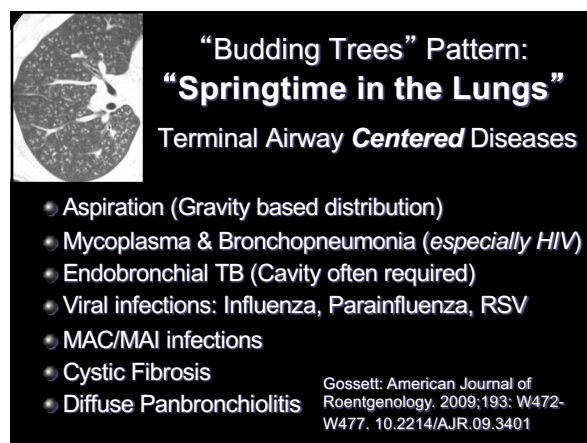 “Budding Trees” Pattern:
“Springtime in the Lungs”
Terminal Airway Centered Diseases
Aspiration (Gravity based distribution)
Mycoplasma & Bronchopneumonia (especially HIV)
Endobronchial TB (Cavity often required)
Viral infections: Influenza, Parainfluenza, RSV
MAC/MAI infections
Cystic Fibrosis
Diffuse Panbronchiolitis
Gossett: American Journal of
Roentgenology. 2009;193: W472-
W477. 10.2214/AJR.09.3401